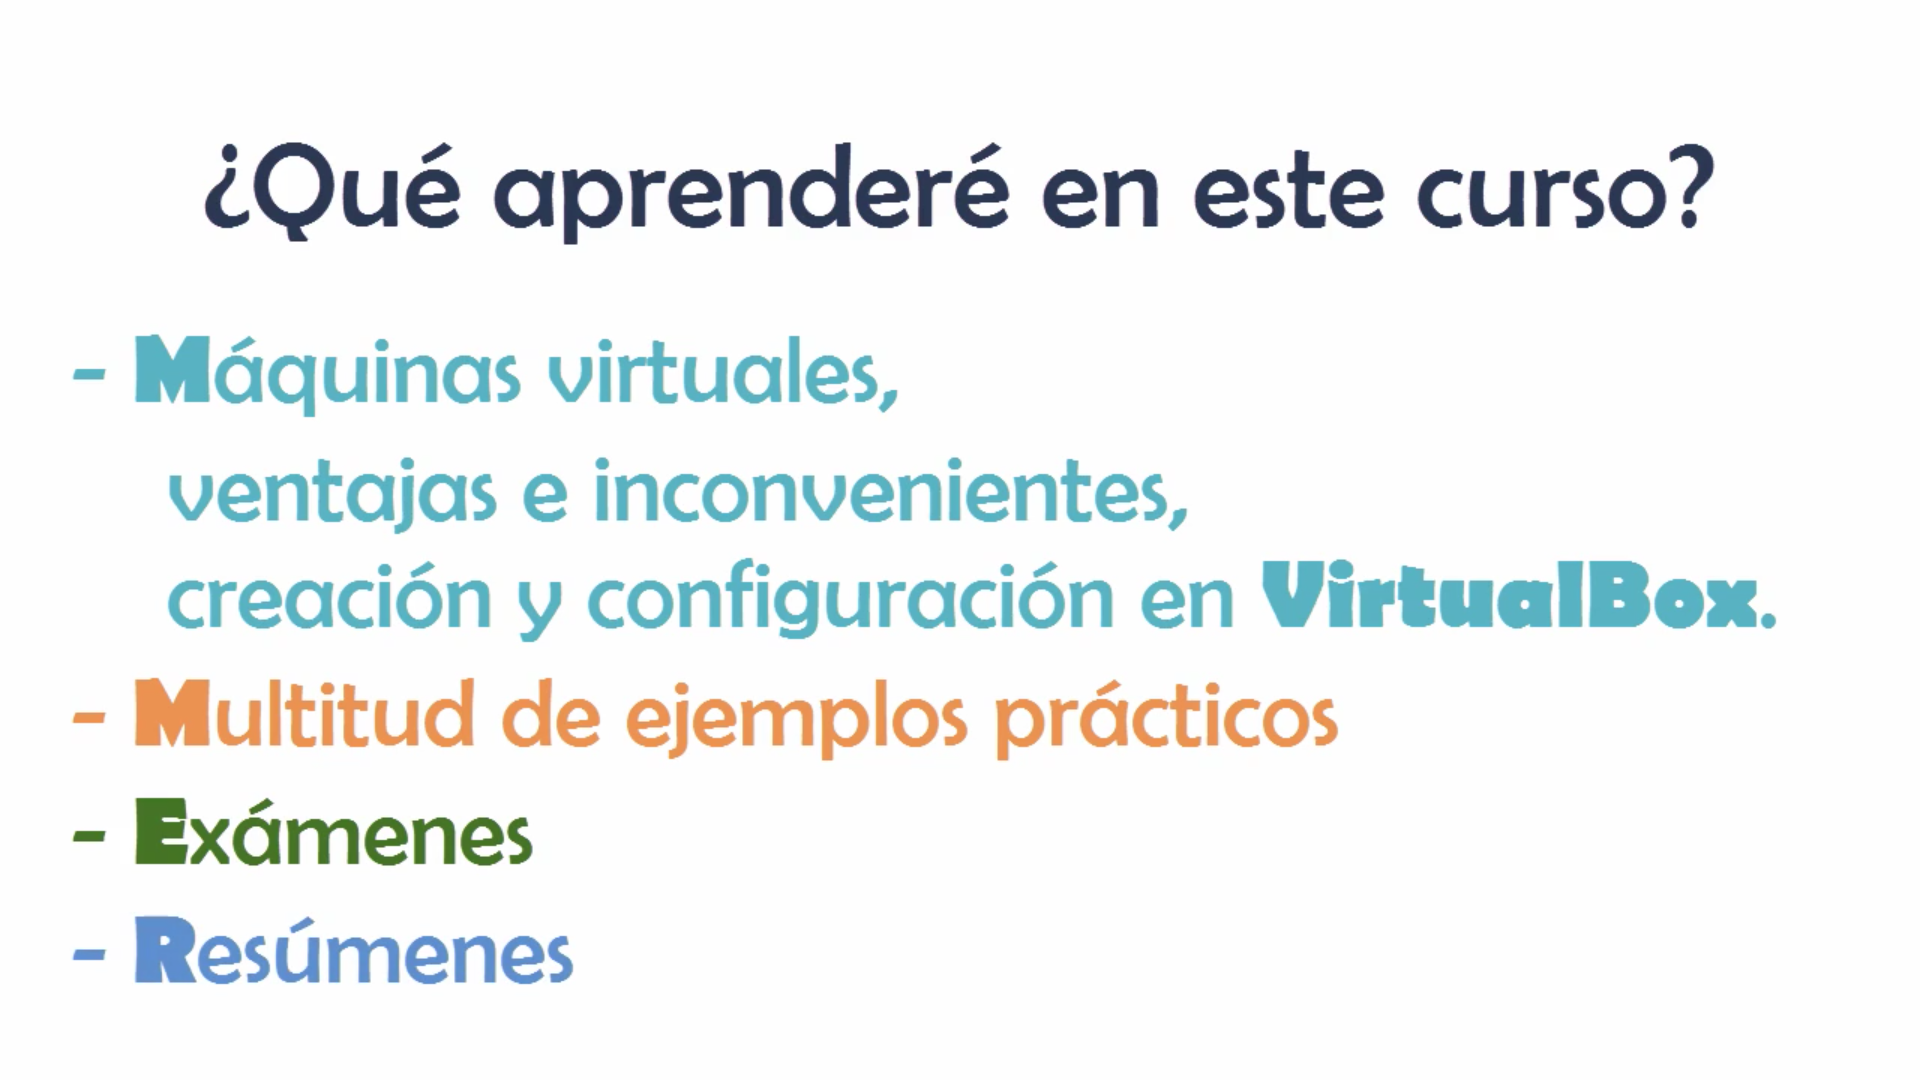 ¿Qué aprenderé en este curso?
- Máquinas virtuales,
ventajas e inconvenientes,
creación y configuración en VirtualBox.
- Multitud de ejemplos prácticos
- Exámenes
- Resúmenes